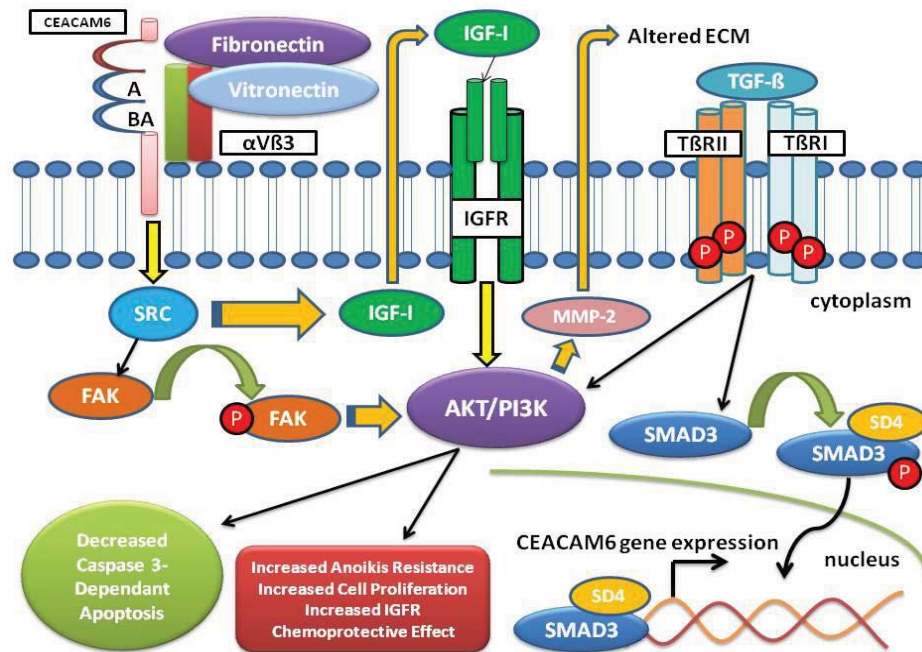 CEACAM6
Fibronectin
Vitronectin
A
BA
αVß3
IGF-I
Altered ECM
TGF-ß
TßRII
TßRI
IGFR
P
P
P
P
cytoplasm
SRC
IGF-I
MMP-2
FAK
P
FAK
AKT/PI3K
SMAD3
SD4
SMAD3
P
Decreased
Caspase 3-
Dependant
Apoptosis
Increased Anoikis Resistance
Increased Cell Proliferation
Increased IGFR
Chemoprotective Effect
CEACAM6 gene expression
nucleus
SD4
SMAD3